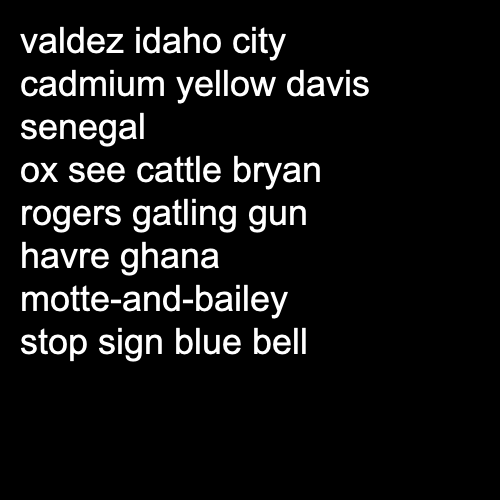 valdez idaho city
cadmium yellow davis
senegal
ox see cattle bryan
rogers gatling gun
havre ghana
motte-and-bailey
stop sign blue bell